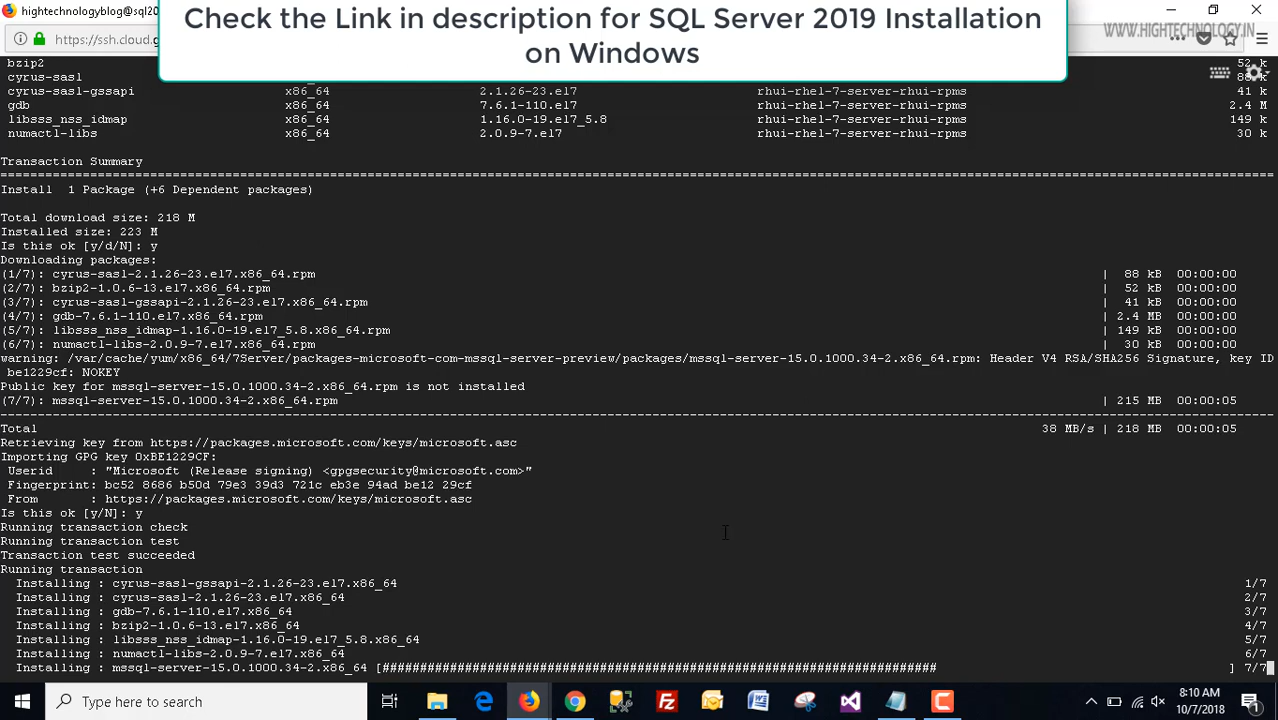 hightechnologyblog@sql20
Check the Link in description for SQL Server 2019 Installation
on Windows
WWW.HIGHTECHNOLOGY.IN
https://ssh.cloud.g
bzip2 52 k
cyrus-sasl k
cyrus-sasl-gssapi x86_64 2.1.26-23.el7 rhui-rhel-7-server-rhui-rpms 41 k
gdb x86_64 7.6.1-110.el7 rhui-rhel-7-server-rhui-rpms 2.4 M
libsss_nss_idmap x86_64 1.16.0-19.el7_5.8 rhui-rhel-7-server-rhui-rpms 149 k
numactl-libs x86_64 2.0.9-7.el7 rhui-rhel-7-server-rhui-rpms 30 k
Transaction Summary
================================================================================
Install 1 Package (+6 Dependent packages)
Total download size: 218 M
Installed size: 223 M
Is this ok [y/d/N]: y
Downloading packages:
(1/7): cyrus-sasl-2.1.26-23.el7.x86_64.rpm | 88 kB 00:00:00
(2/7): bzip2-1.0.6-13.el7.x86_64.rpm | 52 kB 00:00:00
(3/7): cyrus-sasl-gssapi-2.1.26-23.el7.x86_64.rpm | 41 kB 00:00:00
(4/7): gdb-7.6.1-110.el7.x86_64.rpm | 2.4 MB 00:00:00
(5/7): libsss_nss_idmap-1.16.0-19.el7_5.8.x86_64.rpm | 149 kB 00:00:00
(6/7): numactl-libs-2.0.9-7.el7.x86_64.rpm | 30 kB 00:00:00
warning: /var/cache/yum/x86_64/7Server/packages-microsoft-com-mssql-server-preview/packages/mssql-server-15.0.1000.34-2.x86_64.rpm: Header V4 RSA/SHA256 Signature, key ID
be1229cf: NOKEY
Public key for mssql-server-15.0.1000.34-2.x86_64.rpm is not installed
(7/7): mssql-server-15.0.1000.34-2.x86_64.rpm | 215 MB 00:00:05
--------------------------------------------------------------------------------
Total 38 MB/s | 218 MB 00:00:05
Retrieving key from https://packages.microsoft.com/keys/microsoft.asc
Importing GPG key 0xBE1229CF:
Userid : "Microsoft (Release signing) <gpgsecurity@microsoft.com>"
Fingerprint: bc52 8686 b50d 79e3 39d3 721c eb3e 94ad be12 29cf
From : https://packages.microsoft.com/keys/microsoft.asc
Is this ok [y/N]: y
Running transaction check
Running transaction test
Transaction test succeeded
Running transaction
Installing : cyrus-sasl-gssapi-2.1.26-23.el7.x86_64 1/7
Installing : cyrus-sasl-2.1.26-23.el7.x86_64 2/7
Installing : gdb-7.6.1-110.el7.x86_64 3/7
Installing : bzip2-1.0.6-13.el7.x86_64 4/7
Installing : libsss_nss_idmap-1.16.0-19.el7_5.8.x86_64 5/7
Installing : numactl-libs-2.0.9-7.el7.x86_64 6/7
Installing : mssql-server-15.0.1000.34-2.x86_64 [########################################################################## ] 7/7
Type here to search
8:10 AM
10/7/2018